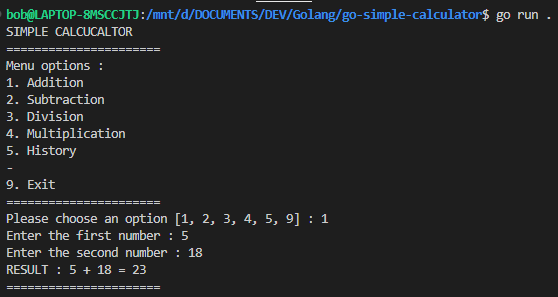 bob@LAPTOP-8MSCCJTJ:/mnt/d/DOCUMENTS/DEV/Golang/go-simple-calculator$ go run .
SIMPLE CALCUCALTOR
======================
Menu options :
1. Addition
2. Subtraction
3. Division
4. Multiplication
5. History
-
9. Exit
======================
Please choose an option [1, 2, 3, 4, 5, 9] : 1
Enter the first number : 5
Enter the second number : 18
RESULT : 5 + 18 = 23
======================